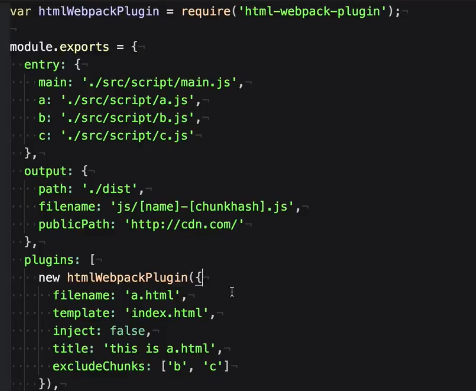 var htmlWebpackPlugin = require('html-webpack-plugin');
module.exports = {
entry: {
main: './src/script/main.js',
a: './src/script/a.js',
b: './src/script/b.js',
c: './src/script/c.js'
},
output: {
path: './dist',
filename: 'js/[name]-[chunkhash].js',
publicPath: 'http://cdn.com/'
},
plugins: [
new htmlWebpackPlugin({
filename: 'a.html',
template: 'index.html',
inject: false,
title: 'this is a.html',
excludeChunks: ['b', 'c']
}),